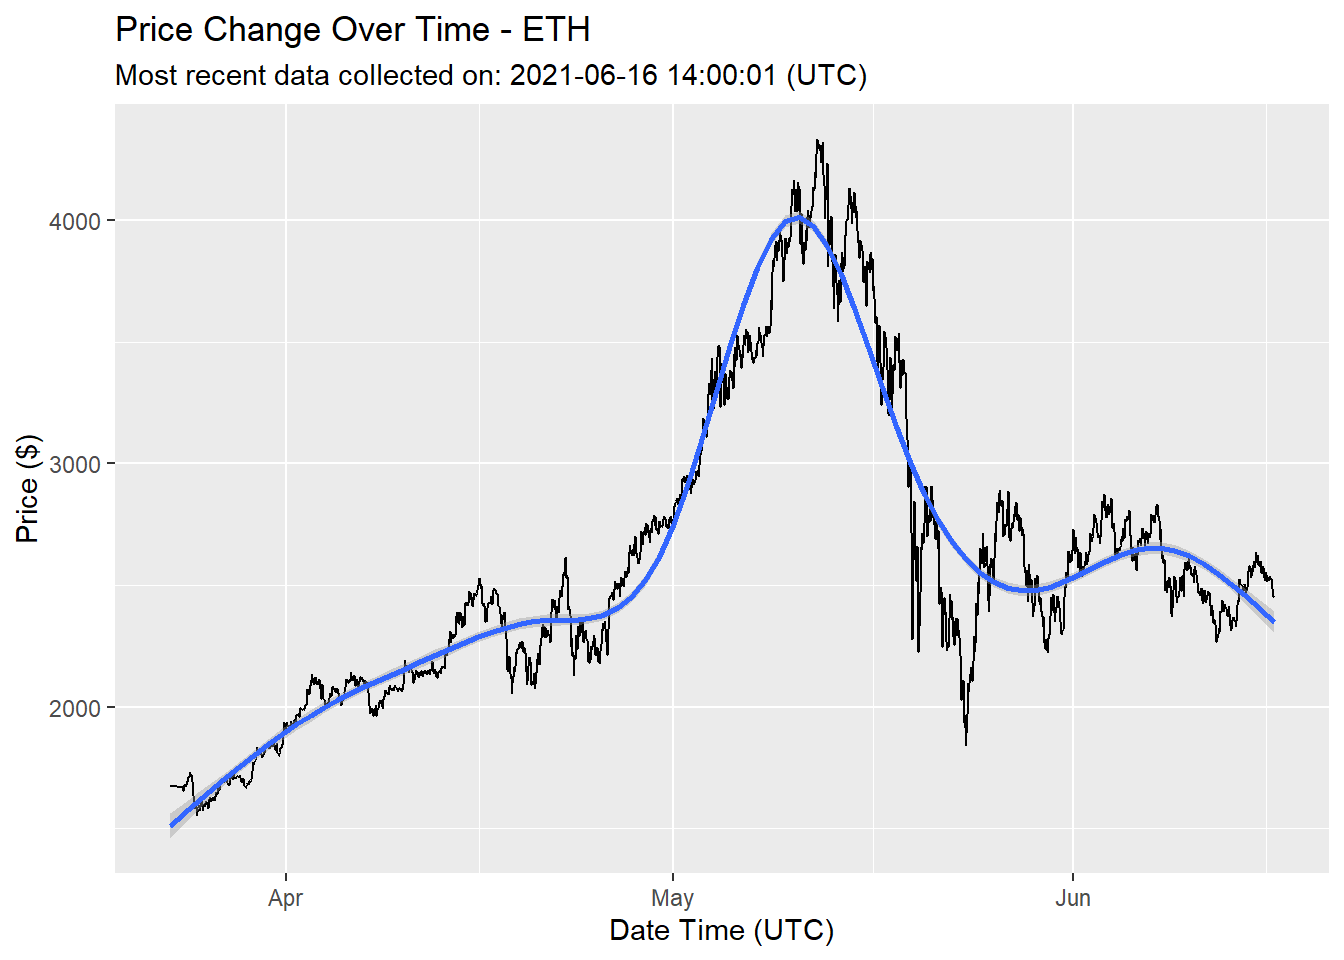 Price Change Over Time - ETH
Most recent data collected on: 2021-06-16 14:00:01 (UTC)
Price ($)
4000
3000
2000
Apr
May
Jun
Date Time (UTC)